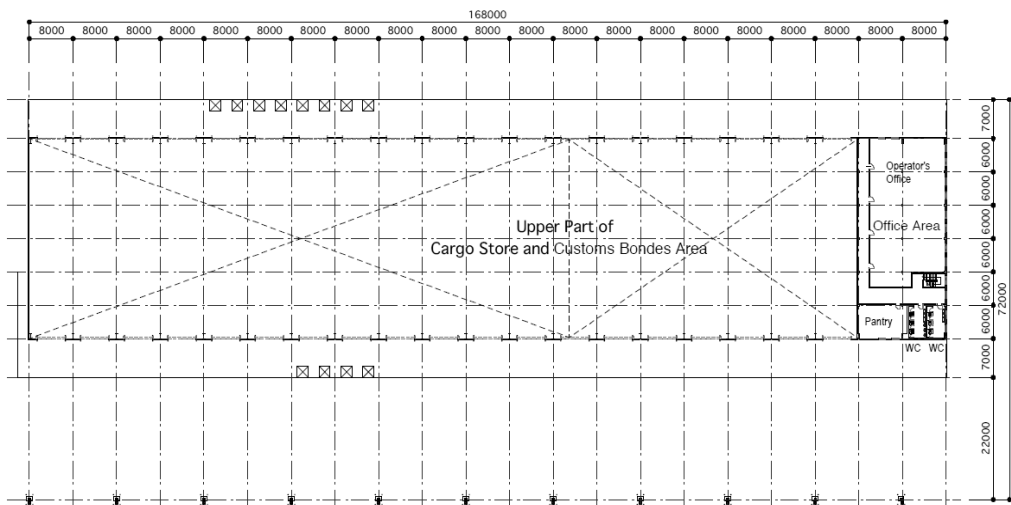 168000
8000 8000 8000 8000 8000 8000 8000 8000 8000 8000 8000 8000 8000 8000 8000 8000 8000 8000 8000 8000 8000
7000
6000
6000
6000
6000
6000
6000
7000
22000
72000
Operator's
Office
Office Area
Upper Part of
Cargo Store and Customs Bondes Area
Pantry
WC WC